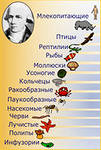 Млекопитающие
Птицы
Рептилии
Рыбы
Моллюски
Усоногие
Кольчецы
Ракообразные
Паукообразные
Насекомые
Черви
Лучистые
Полипы
Инфузории